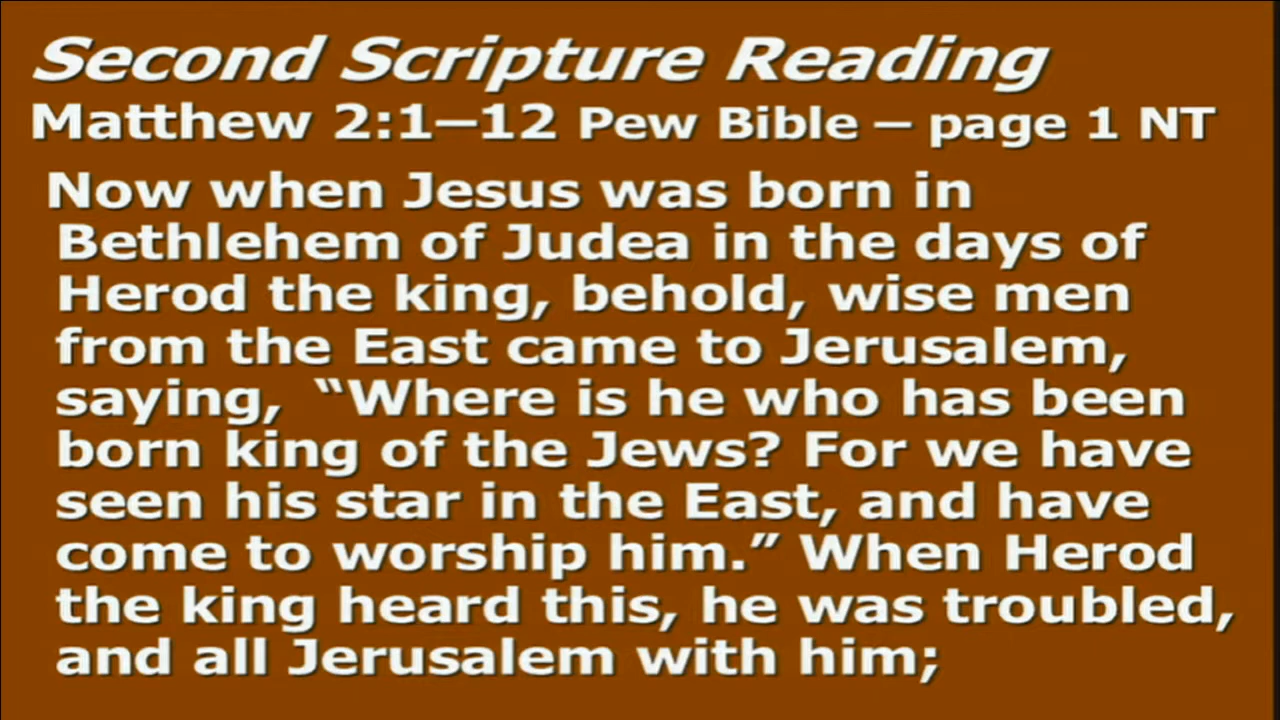 Second Scripture Reading
Matthew 2:1—12 Pew Bible – page 1 NT
Now when Jesus was born in
Bethlehem of Judea in the days of
Herod the king, behold, wise men
from the East came to Jerusalem,
saying, “Where is he who has been
born king of the Jews? For we have
seen his star in the East, and have
come to worship him.” When Herod
the king heard this, he was troubled,
and all Jerusalem with him;